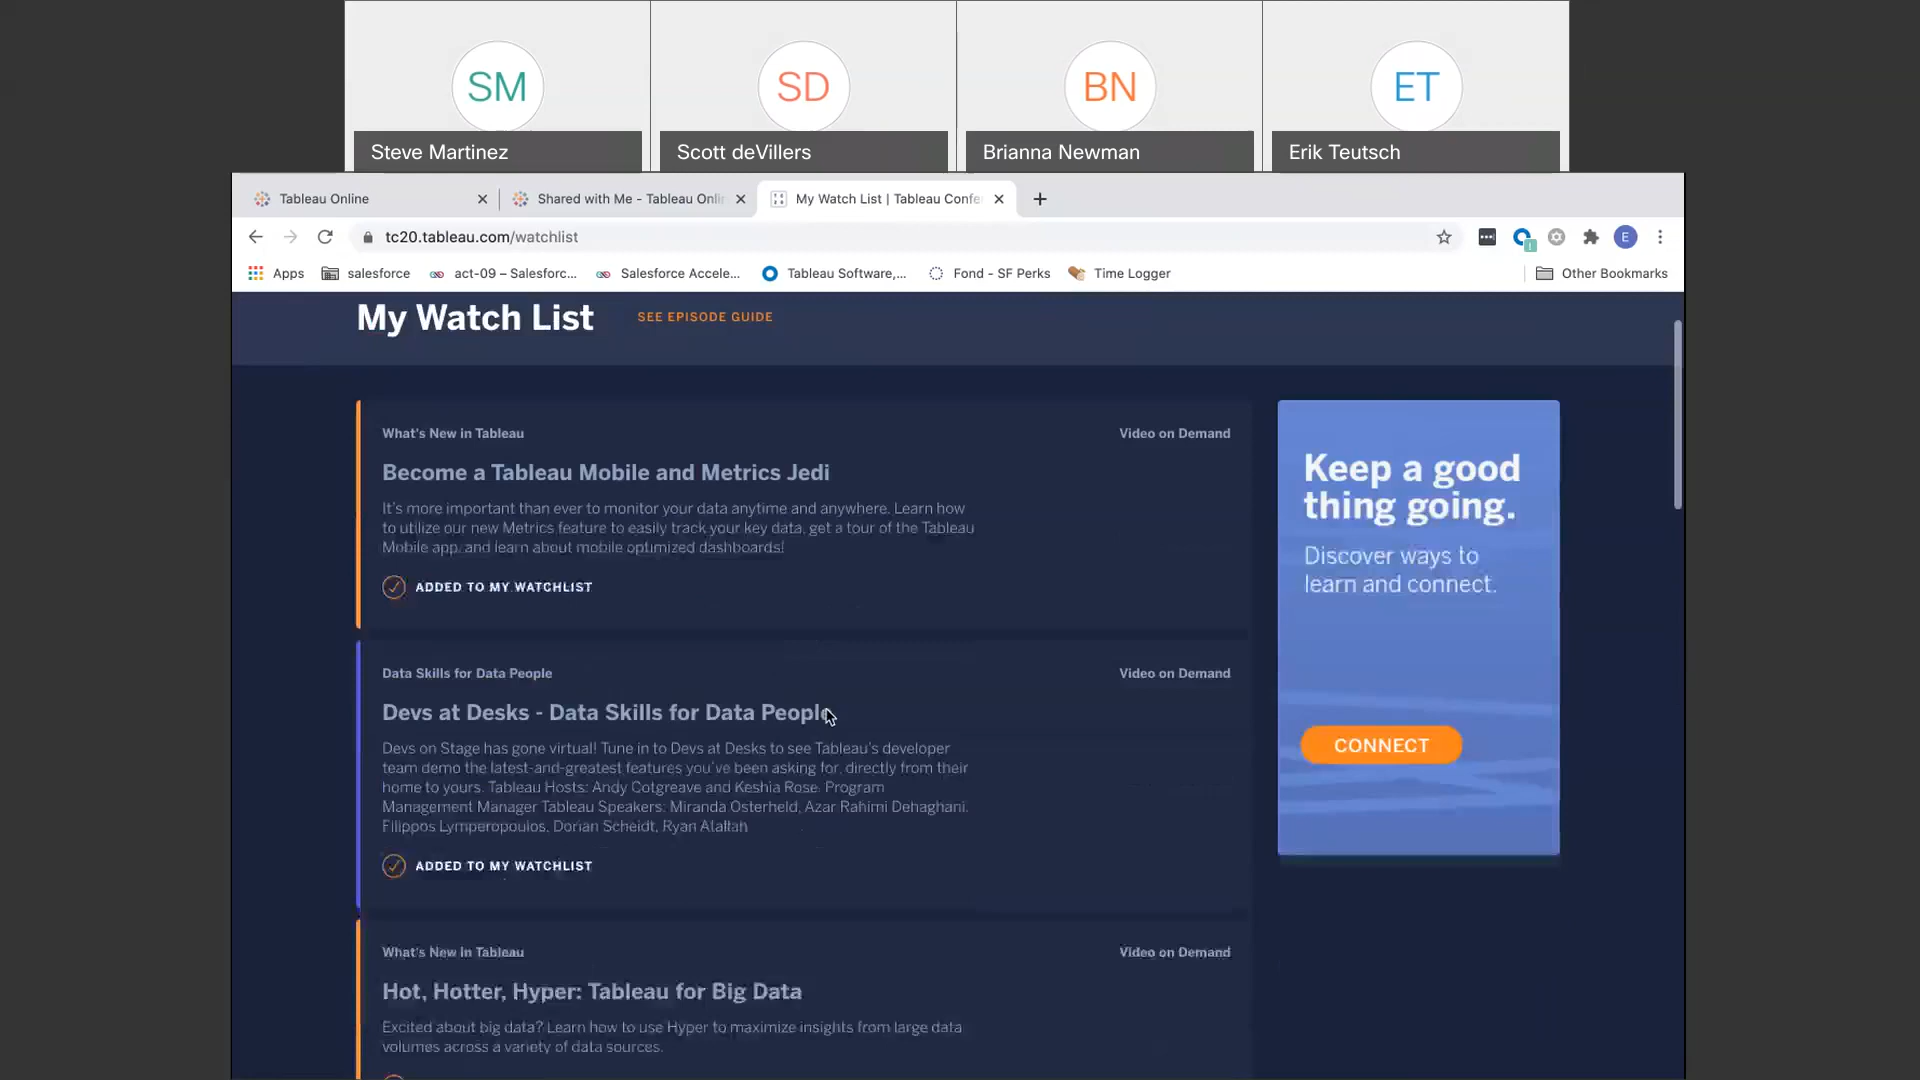 SM
SD
BN
ET
Steve Martinez
Scott deVillers
Brianna Newman
Erik Teutsch
Tableau Online
Shared with Me - Tableau Onli
My Watch List | Tableau Confe
tc20.tableau.com/watchlist
E
Apps
salesforce
act-09 – Salesforc...
Salesforce Accele...
Tableau Software,...
Fond - SF Perks
Time Logger
Other Bookmarks
My Watch List
SEE EPISODE GUIDE
What's New in Tableau
Video on Demand
Become a Tableau Mobile and Metrics Jedi
It's more important than ever to monitor your data anytime and anywhere. Learn how
to utilize our new Metrics feature to easily track your key data, get a tour of the Tableau
Mobile app, and learn about mobile optimized dashboards!
ADDED TO MY WATCHLIST
Data Skills for Data People
Video on Demand
Devs at Desks - Data Skills for Data People
Devs on Stage has gone virtual! Tune in to Devs at Desks to see Tableau's developer
team demo the latest-and-greatest features you've been asking for, directly from their
home to yours. Tableau Hosts: Andy Cotgreave and Keshia Rose, Program
Management Manager Tableau Speakers: Miranda Osterheld, Azar Rahimi Dehaghani,
Filippos Lymperopoulos, Dorian Scheidt, Ryan Atallah
ADDED TO MY WATCHLIST
What's New in Tableau
Video on Demand
Hot, Hotter, Hyper: Tableau for Big Data
Excited about big data? Learn how to use Hyper to maximize insights from large data
volumes across a variety of data sources.
Keep a good
thing going.
Discover ways to
learn and connect.
CONNECT